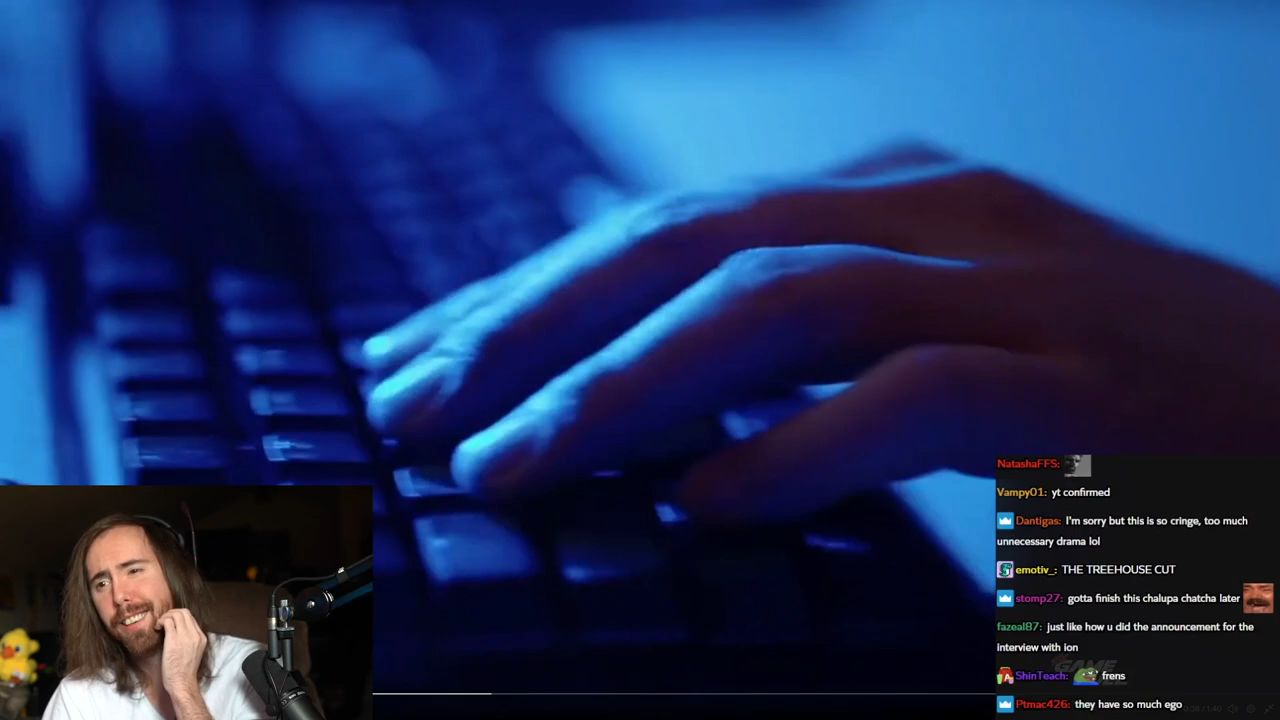 NatashaFFS:
Vampy01: yt confirmed
Dantigas: I'm sorry but this is so cringe, too much
unnecessary drama lol
emotiv_: THE TREEHOUSE CUT
stomp27: gotta finish this chalupa chatcha later
fazeal87: just like how u did the announcement for the
interview with ion
GAME
ShinTeach: frens
Ptmac426: they have so much ego